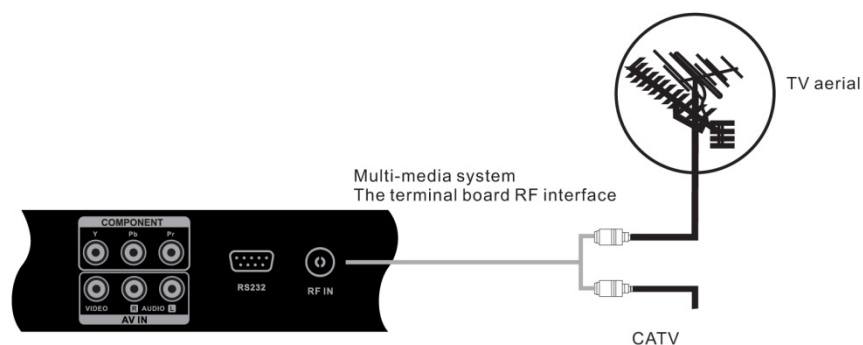 TV aerial
Multi-media system
The terminal board RF interface
COMPONENT
Y Pb Pr
RS232
RF IN
VIDEO R AUDIO L
AV IN
CATV